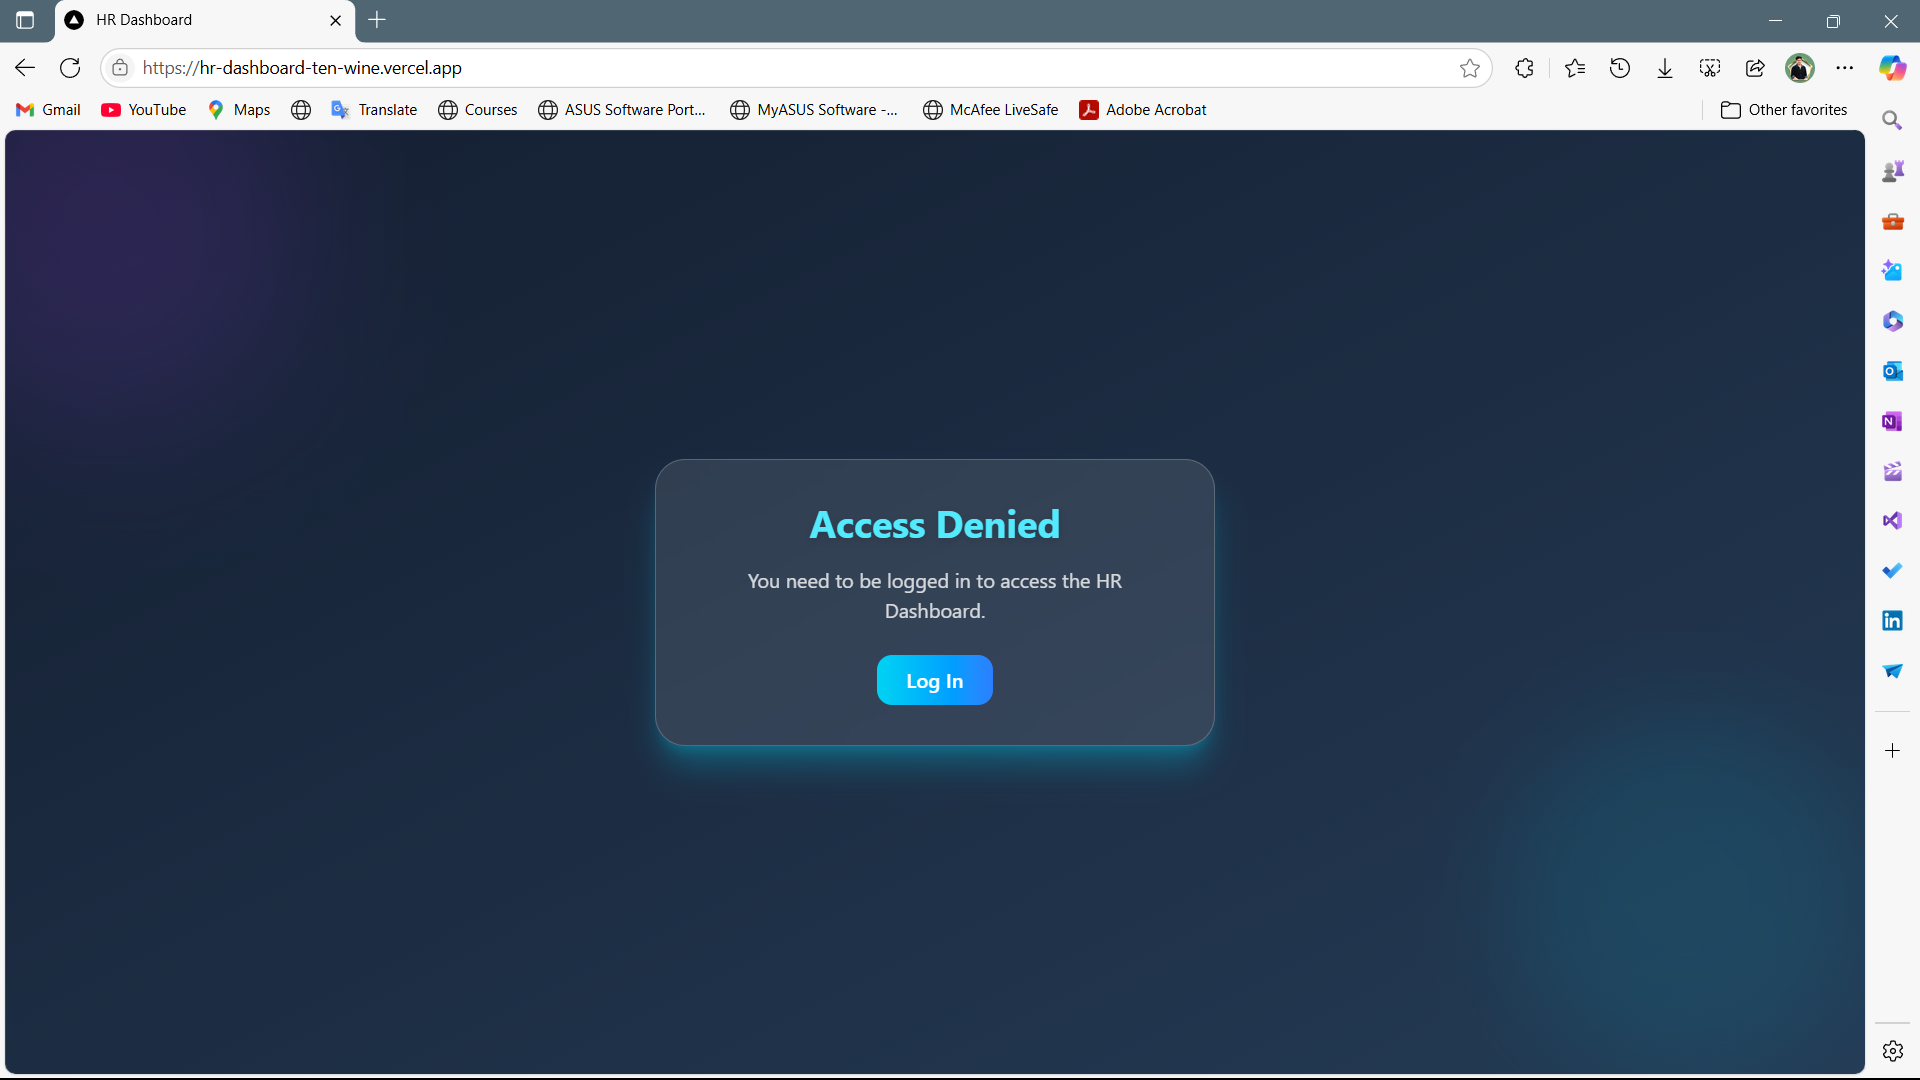 HR Dashboard
https://hr-dashboard-ten-wine.vercel.app
Gmail YouTube Maps Translate Courses ASUS Software Port... MyASUS Software -... McAfee LiveSafe Adobe Acrobat Other favorites
Access Denied
You need to be logged in to access the HR
Dashboard.
Log In